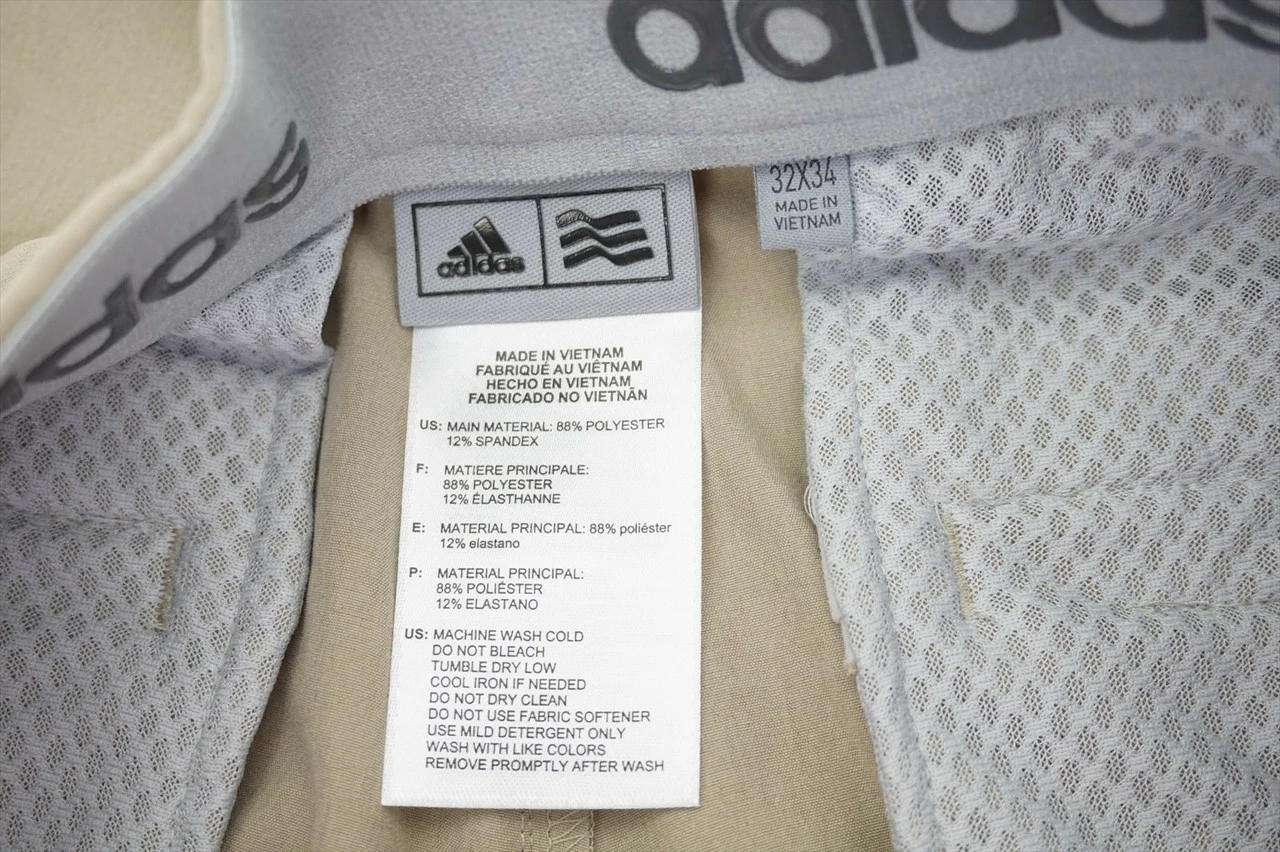 adidas
adidas
32X34
MADE IN
VIETNAM
adidas
MADE IN VIETNAM
FABRIQUÉ AU VIÊTNAM
HECHO EN VIETNAM
FABRICADO NO VIETNÃN
US: MAIN MATERIAL: 88% POLYESTER
12% SPANDEX
F: MATIERE PRINCIPALE:
88% POLYESTER
12% ÉLASTHANNE
E: MATERIAL PRINCIPAL: 88% poliéster
12% elastano
P: MATERIAL PRINCIPAL:
88% POLIÉSTER
12% ELASTANO
US: MACHINE WASH COLD
DO NOT BLEACH
TUMBLE DRY LOW
COOL IRON IF NEEDED
DO NOT DRY CLEAN
DO NOT USE FABRIC SOFTENER
USE MILD DETERGENT ONLY
WASH WITH LIKE COLORS
REMOVE PROMPTLY AFTER WASH